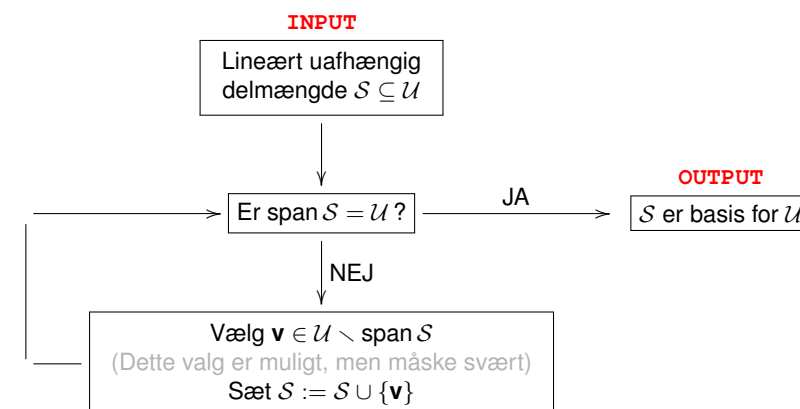 INPUT
Lineært uafhængig
delmængde 𝒮 ⊆ 𝒰
Er span 𝒮 = 𝒰 ?
JA
OUTPUT
𝒮 er basis for 𝒰
NEJ
Vælg v ∈ 𝒰 ∖ span 𝒮
(Dette valg er muligt, men måske svært)
Sæt 𝒮 := 𝒮 ∪ {v}